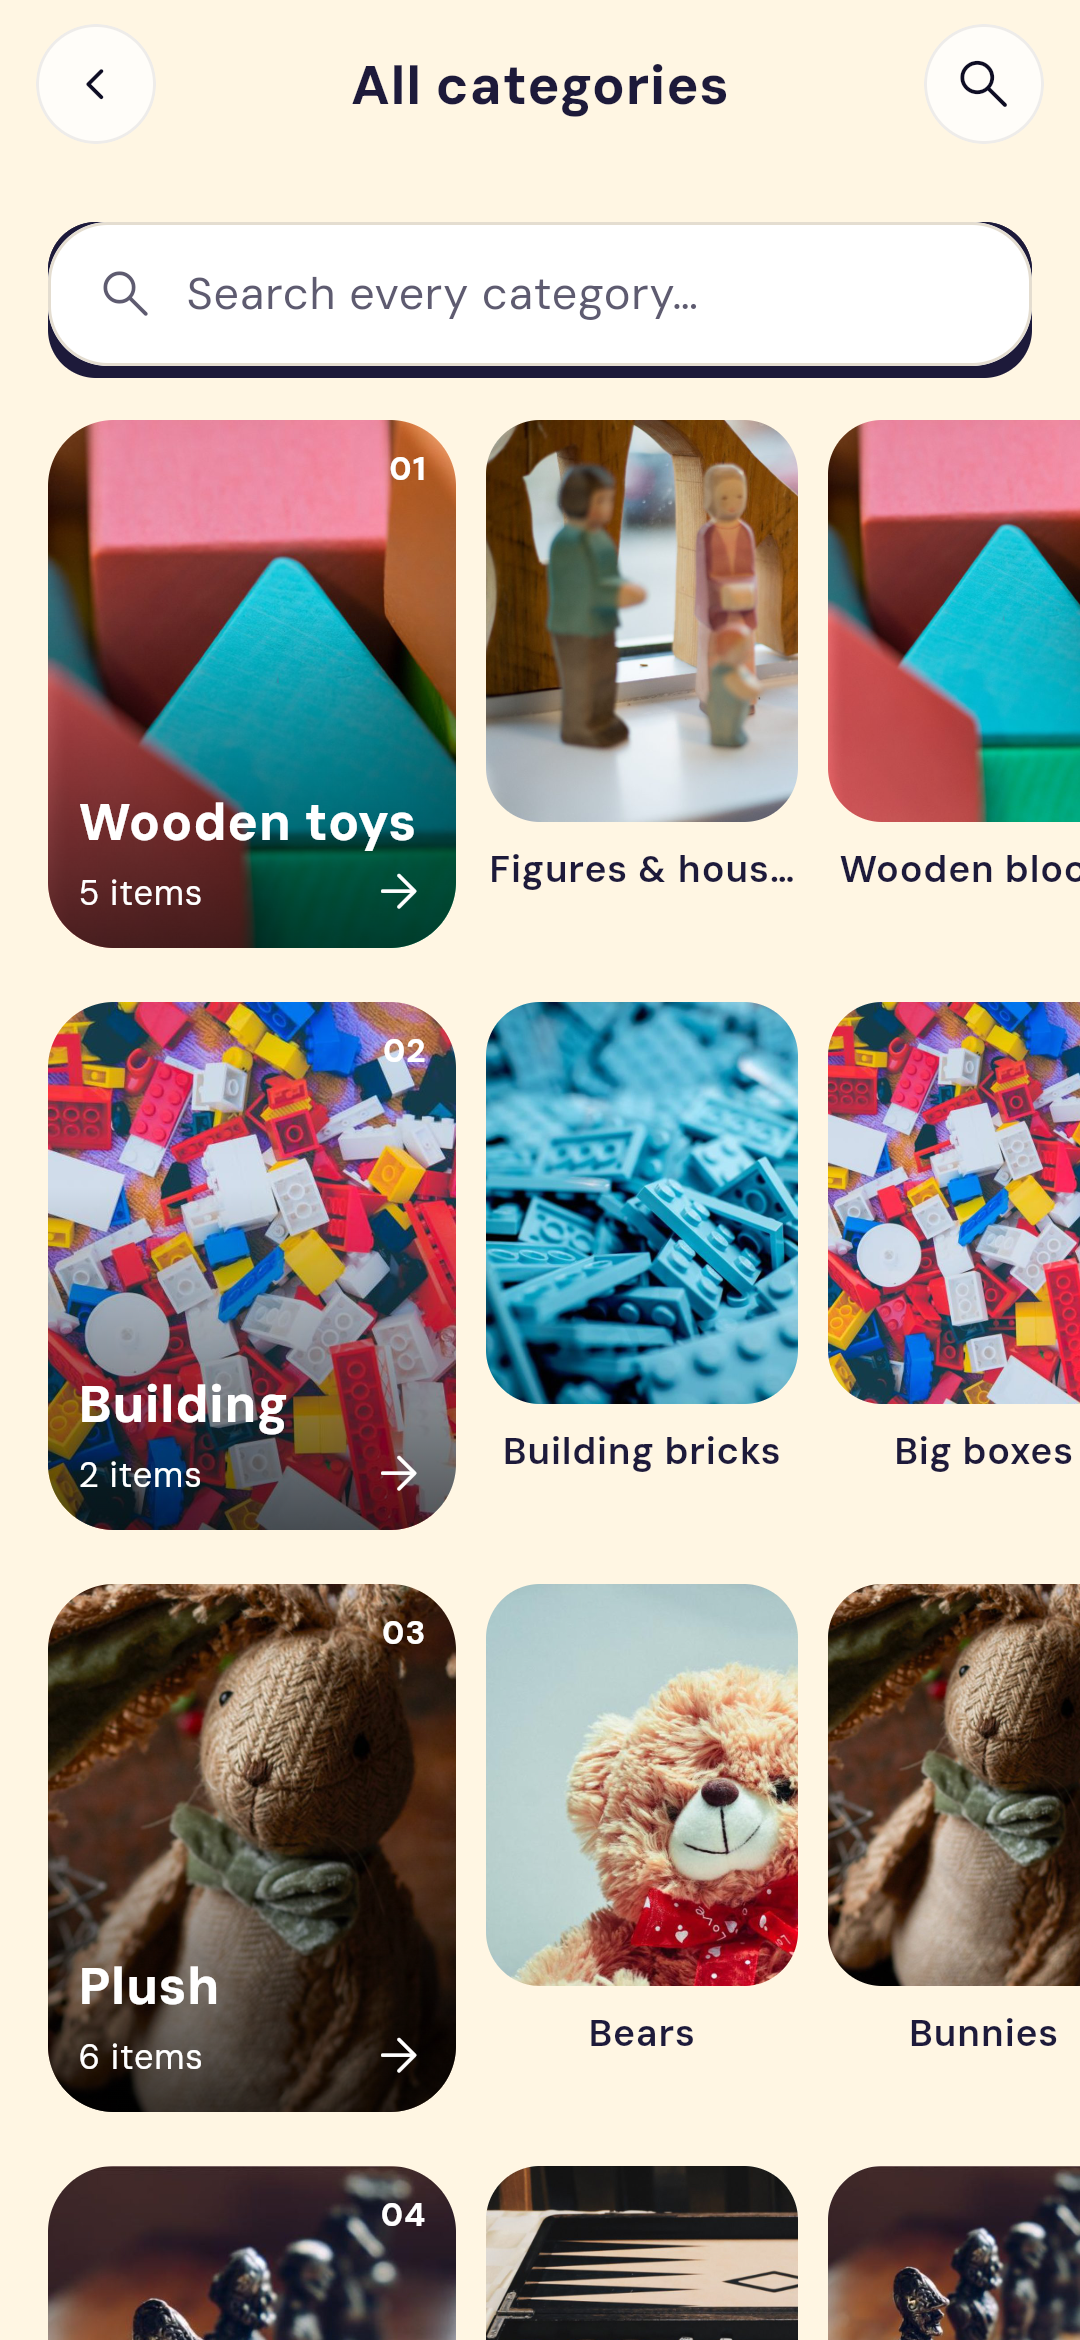 All categories
Search every category...
01
Wooden toys
5 items
Figures & hous...
Wooden bloc
02
Building
2 items
Building bricks
Big boxes
03
Plush
6 items
Bears
Bunnies
04